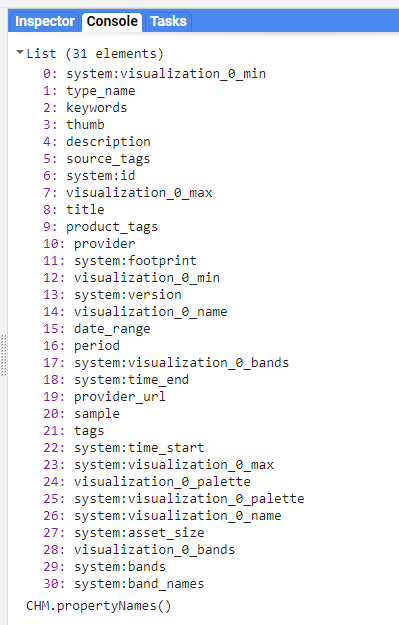 Inspector Console Tasks
List (31 elements)
0: system:visualization_0_min
1: type_name
2: keywords
3: thumb
4: description
5: source_tags
6: system:id
7: visualization_0_max
8: title
9: product_tags
10: provider
11: system:footprint
12: visualization_0_min
13: system:version
14: visualization_0_name
15: date_range
16: period
17: system:visualization_0_bands
18: system:time_end
19: provider_url
20: sample
21: tags
22: system:time_start
23: system:visualization_0_max
24: visualization_0_palette
25: system:visualization_0_palette
26: system:visualization_0_name
27: system:asset_size
28: visualization_0_bands
29: system:bands
30: system:band_names
CHM.propertyNames()